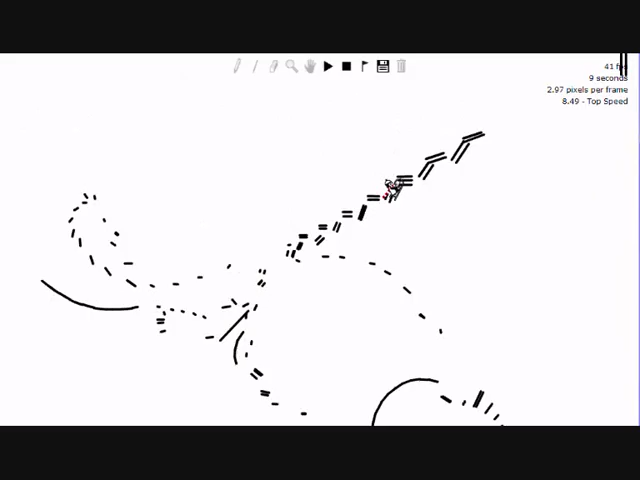 41 fps
9 seconds
2.97 pixels per frame
8.49 - Top Speed